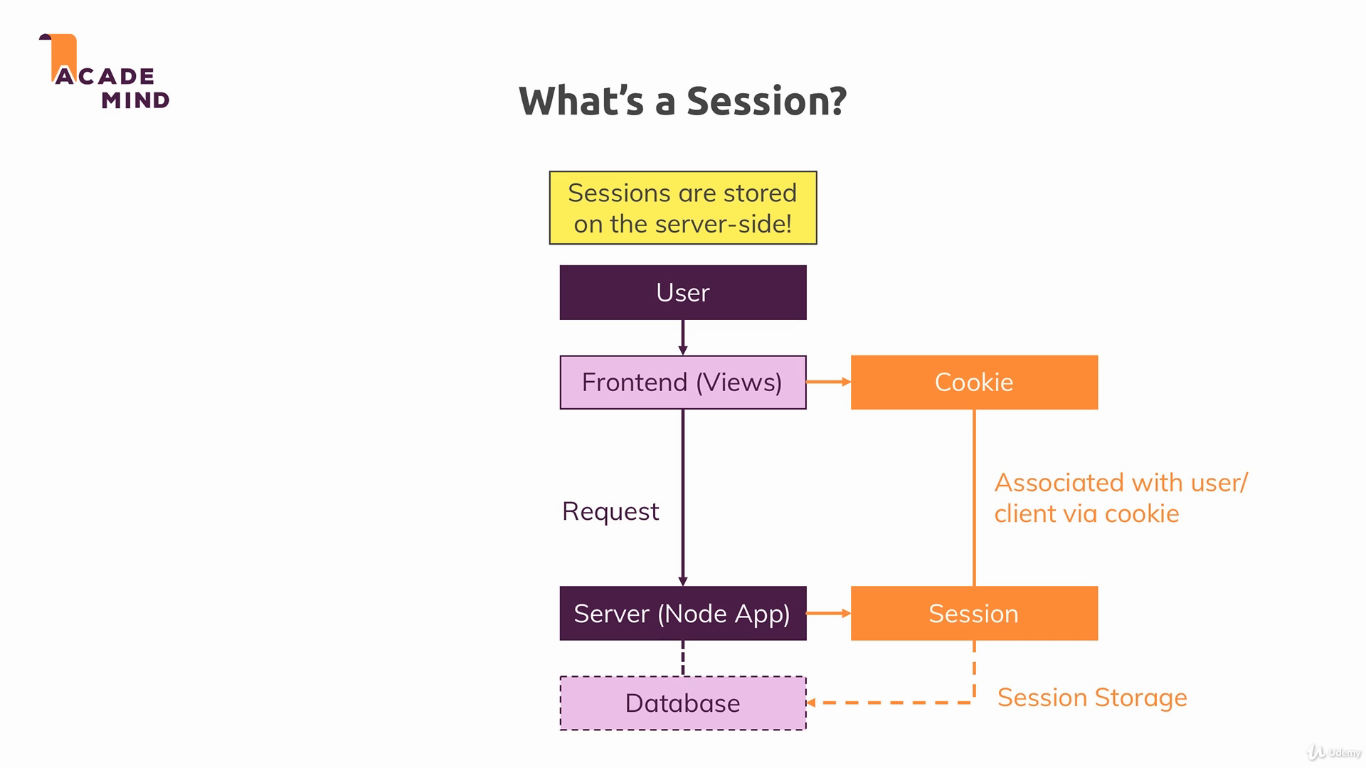 ACADE
MIND
What's a Session?
Sessions are stored
on the server-side!
User
Frontend (Views)
Cookie
Associated with user/
client via cookie
Request
Server (Node App)
Session
Database
Session Storage
Udemy